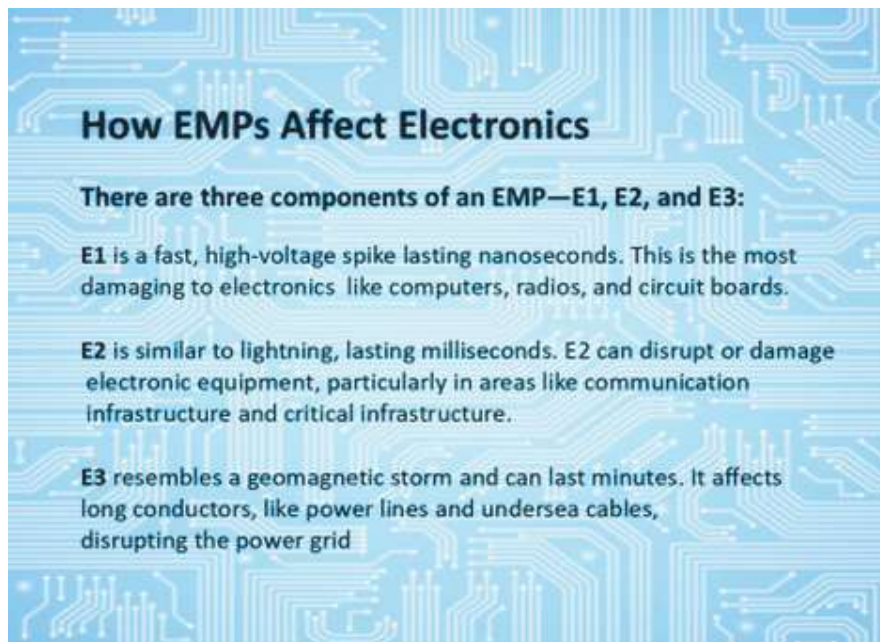 How EMPs Affect Electronics
There are three components of an EMP—E1, E2, and E3:
E1 is a fast, high-voltage spike lasting nanoseconds. This is the most
damaging to electronics like computers, radios, and circuit boards.
E2 is similar to lightning, lasting milliseconds. E2 can disrupt or damage
electronic equipment, particularly in areas like communication
infrastructure and critical infrastructure.
E3 resembles a geomagnetic storm and can last minutes. It affects
long conductors, like power lines and undersea cables,
disrupting the power grid